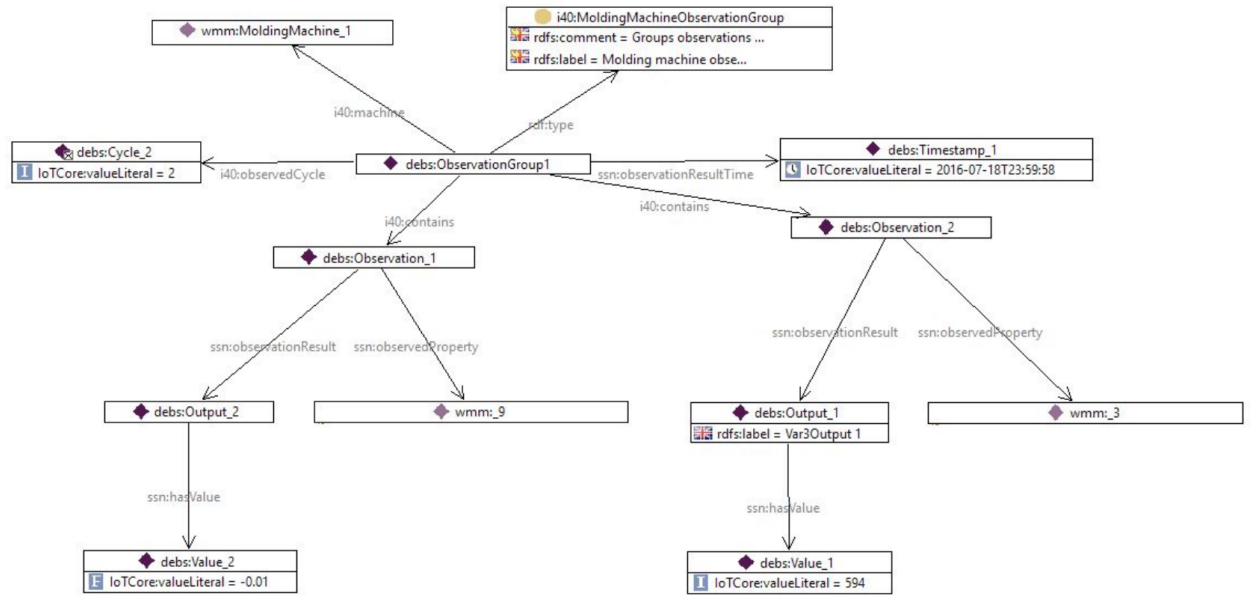 wmm:MoldingMachine_1
i40:MoldingMachineObservationGroup
rdfs:comment = Groups observations ...
rdfs:label = Molding machine obse...
i40:machine
rdf:type
debs:Cycle_2
IoTCore:valueLiteral = 2
i40:observedCycle
debs:ObservationGroup1
ssn:observationResultTime
debs:Timestamp_1
IoTCore:valueLiteral = 2016-07-18T23:59:58
i40:contains
i40:contains
debs:Observation_1
debs:Observation_2
ssn:observationResult
ssn:observedProperty
ssn:observationResult
ssn:observedProperty
debs:Output_2
wmm:_9
debs:Output_1
rdfs:label = Var3Output 1
wmm:_3
ssn:hasValue
ssn:hasValue
debs:Value_2
F IoTCore:valueLiteral = -0.01
debs:Value_1
I IoTCore:valueLiteral = 594